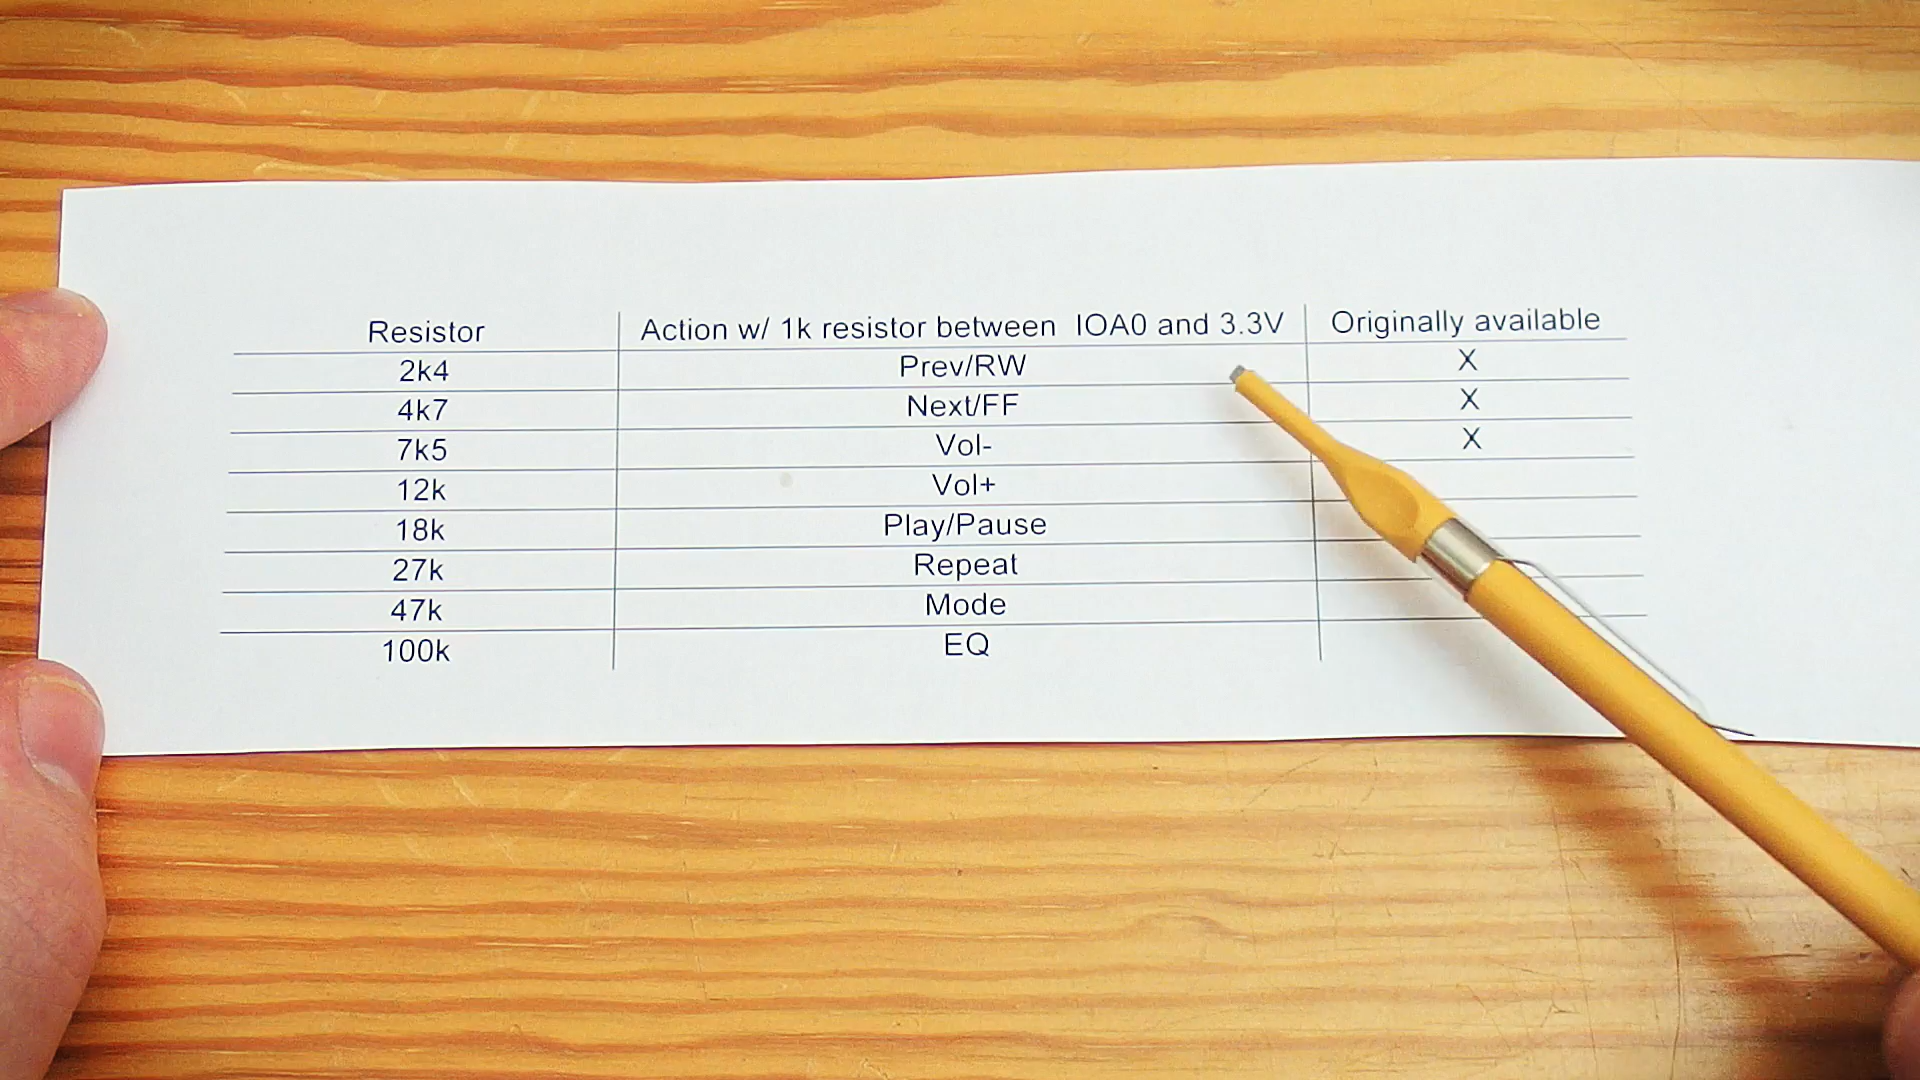 Resistor Action w/ 1k resistor between IOA0 and 3.3V Originally available
2k4 Prev/RW X
4k7 Next/FF X
7k5 Vol- X
12k Vol+
18k Play/Pause
27k Repeat
47k Mode
100k EQ